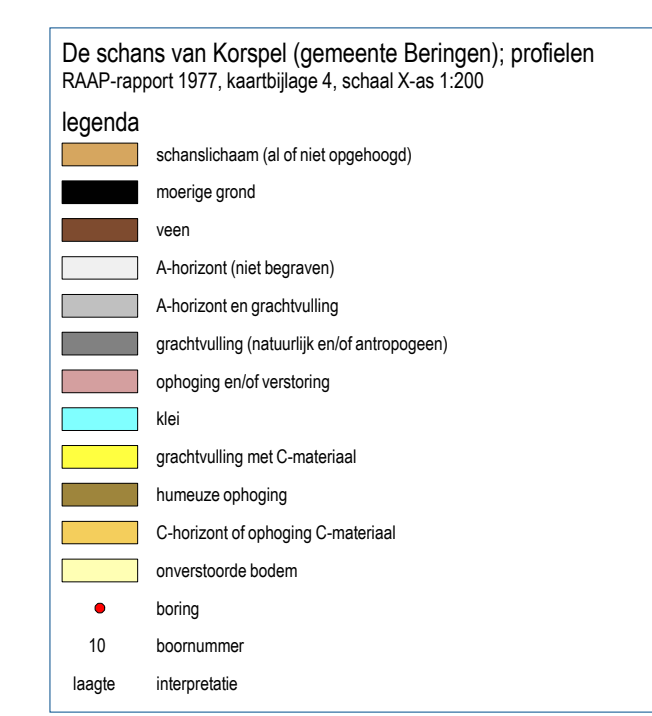 De schans van Korspel (gemeente Beringen); profielen
RAAP-rapport 1977, kaartbijlage 4, schaal X-as 1:200
legenda
schanslichaam (al of niet opgehoogd)
moerige grond
veen
A-horizont (niet begraven)
A-horizont en grachtvulling
grachtvulling (natuurlijk en/of antropogeen)
ophoging en/of verstoring
klei
grachtvulling met C-materiaal
humeuze ophoging
C-horizont of ophoging C-materiaal
onverstoorde bodem
boring
10 boornummer
laagte interpretatie